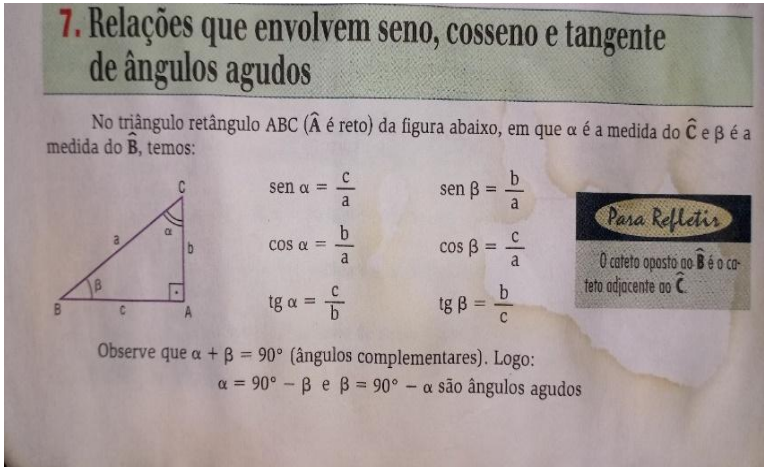 7. Relações que envolvem seno, cosseno e tangente
de ângulos agudos
No triângulo retângulo ABC (Â é reto) da figura abaixo, em que α é a medida do Ĉ e β é a
medida do B̂, temos:
C
a
α
b
β
B
c
A
sen α = c/a
sen β = b/a
cos α = b/a
cos β = c/a
tg α = c/b
tg β = b/c
Para Refletir
O cateto oposto ao B̂ é o ca-
teto adjacente ao Ĉ.
Observe que α + β = 90° (ângulos complementares). Logo:
α = 90° − β e β = 90° − α são ângulos agudos